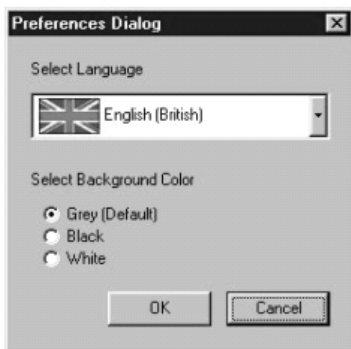 Preferences Dialog
Select Language
English (British)
Select Background Color
Grey (Default)
Black
White
OK
Cancel